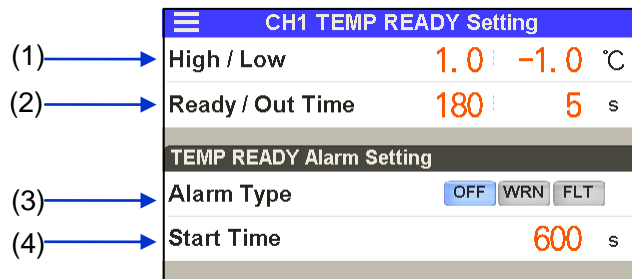 CH1 TEMP READY Setting
(1) High / Low 1.0 -1.0 ℃
(2) Ready / Out Time 180 5 s
TEMP READY Alarm Setting
(3) Alarm Type OFF WRN FLT
(4) Start Time 600 s